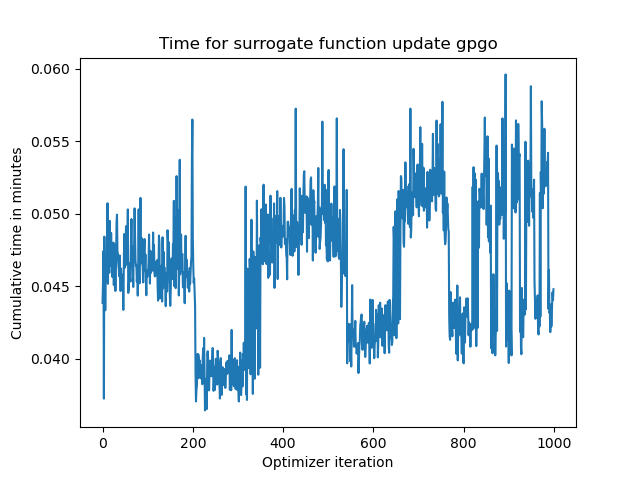 Time for surrogate function update gpgo
0.060
0.055
0.050
0.045
0.040
Cumulative time in minutes
0 200 400 600 800 1000
Optimizer iteration